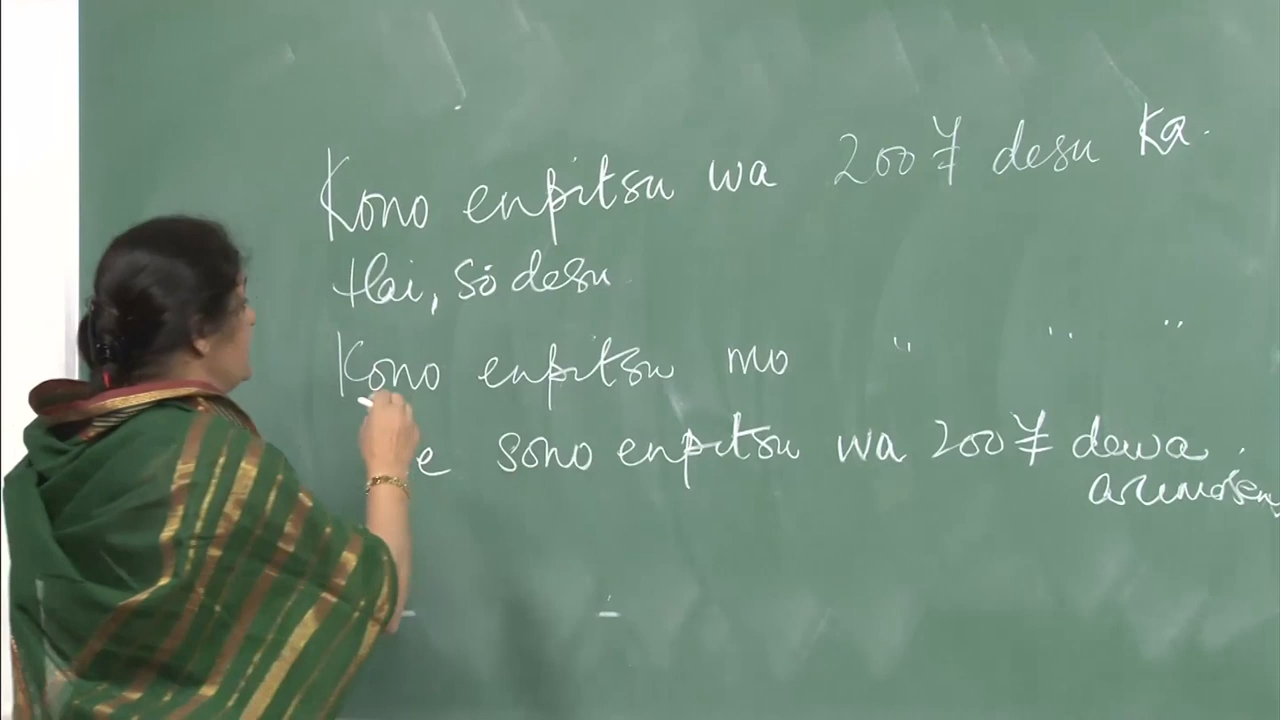 Kono enpitsu wa 200¥ desu ka.
Hai, sō desu.
Kono enpitsu mo " " "
e sono enpitsu wa 200¥ dewa
arimasen